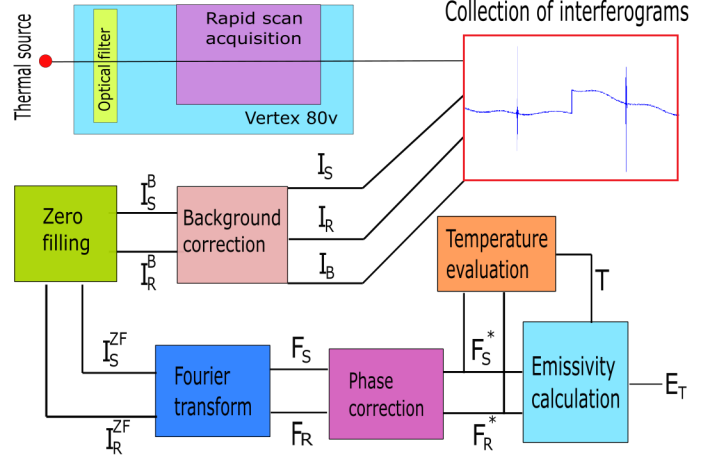 Collection of interferograms
Thermal source
Optical filter
Rapid scan
acquisition
Vertex 80v
I_S
I_R
I_B
Background
correction
I_S^B
I_R^B
Zero
filling
I_S^ZF
I_R^ZF
Fourier
transform
F_S
F_R
Phase
correction
F_S^*
F_R^*
Temperature
evaluation
T
Emissivity
calculation
E_T